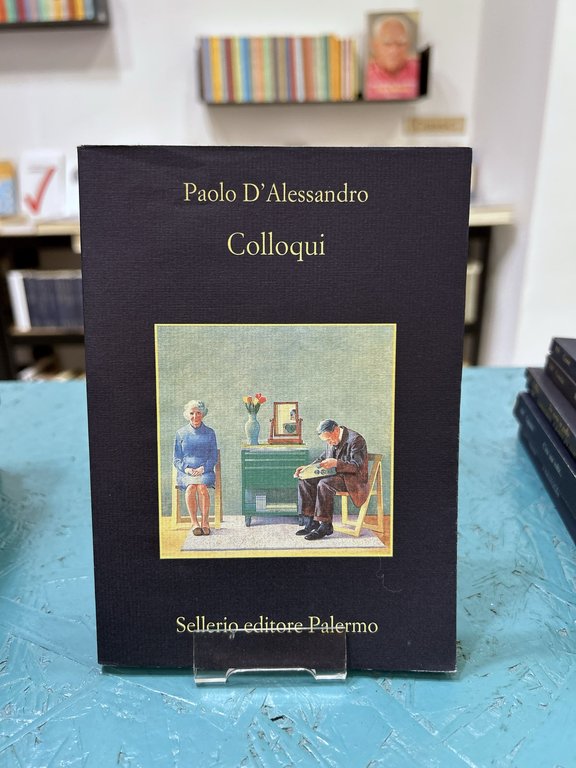 Paolo D'Alessandro
Colloqui
Sellerio editore Palermo